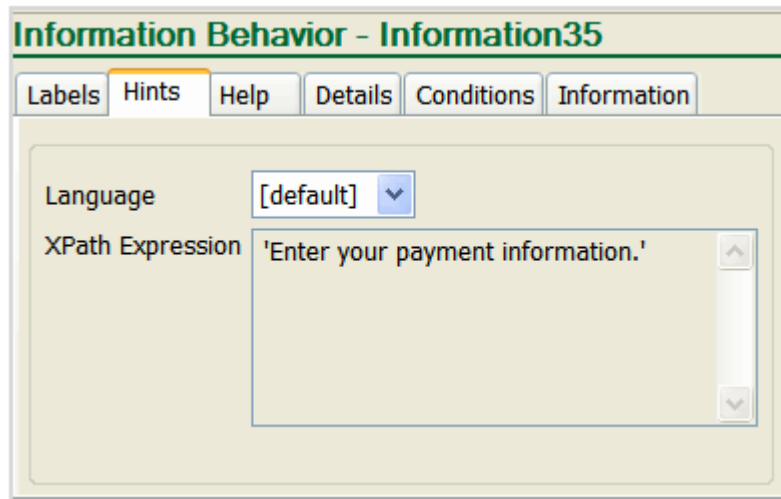 Information Behavior - Information35
Labels Hints Help Details Conditions Information
Language [default]
XPath Expression 'Enter your payment information.'